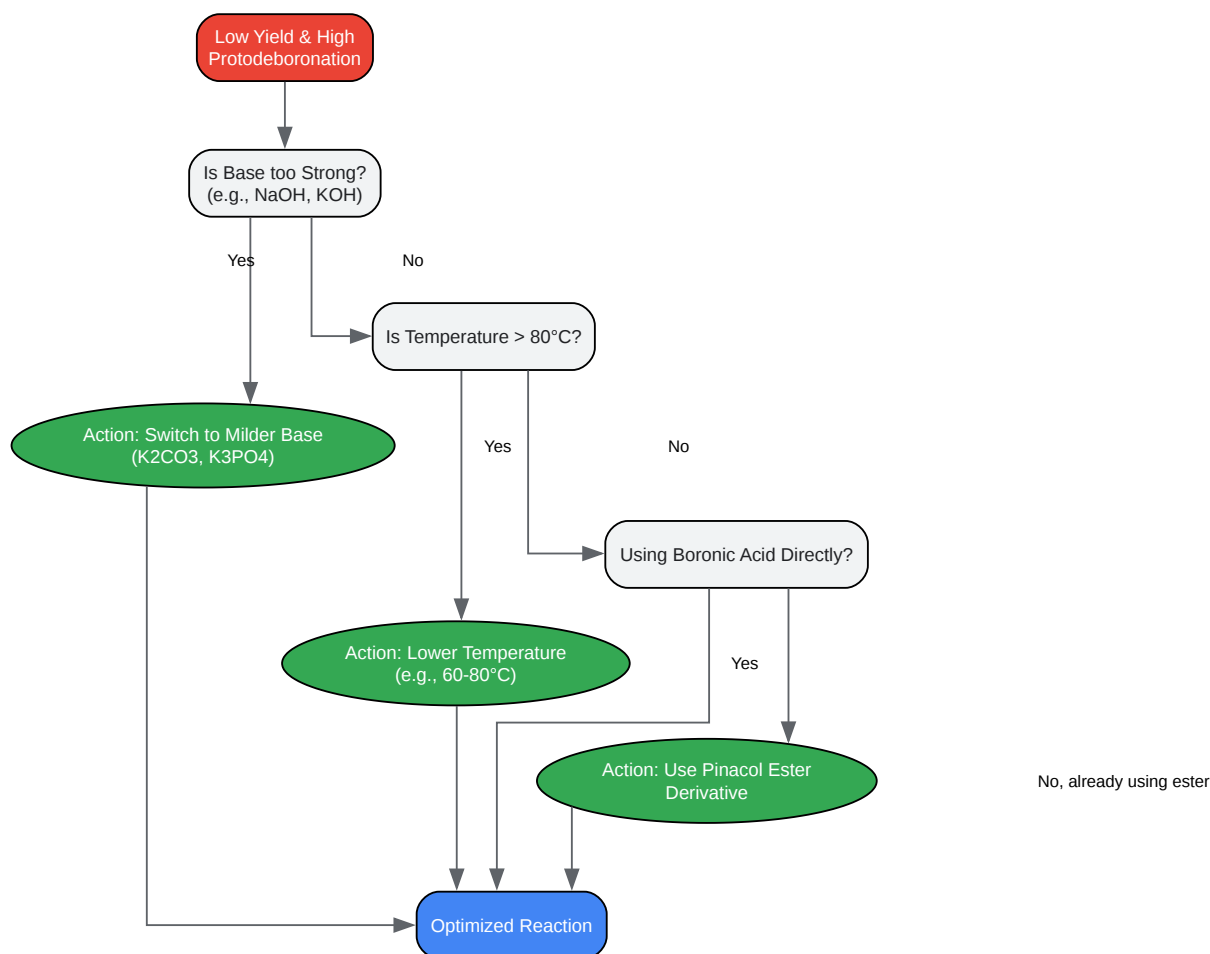 Low Yield & High
Protodeboronation
Is Base too Strong?
(e.g., NaOH, KOH)
Yes
No
Is Temperature > 80°C?
Action: Switch to Milder Base
(K2CO3, K3PO4)
Yes
No
Using Boronic Acid Directly?
Action: Lower Temperature
(e.g., 60-80°C)
Yes
Action: Use Pinacol Ester
Derivative
No, already using ester
Optimized Reaction